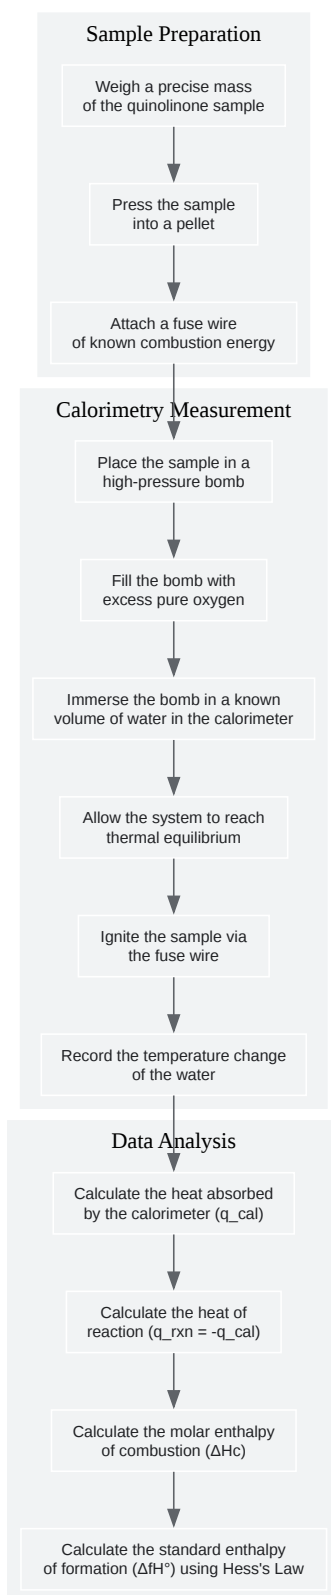 Sample Preparation
Weigh a precise mass
of the quinolinone sample
Press the sample
into a pellet
Attach a fuse wire
of known combustion energy
Calorimetry Measurement
Place the sample in a
high-pressure bomb
Fill the bomb with
excess pure oxygen
Immerse the bomb in a known
volume of water in the calorimeter
Allow the system to reach
thermal equilibrium
Ignite the sample via
the fuse wire
Record the temperature change
of the water
Data Analysis
Calculate the heat absorbed
by the calorimeter (q_cal)
Calculate the heat of
reaction (q_rxn = -q_cal)
Calculate the molar enthalpy
of combustion (ΔHc)
Calculate the standard enthalpy
of formation (ΔfH°) using Hess's Law